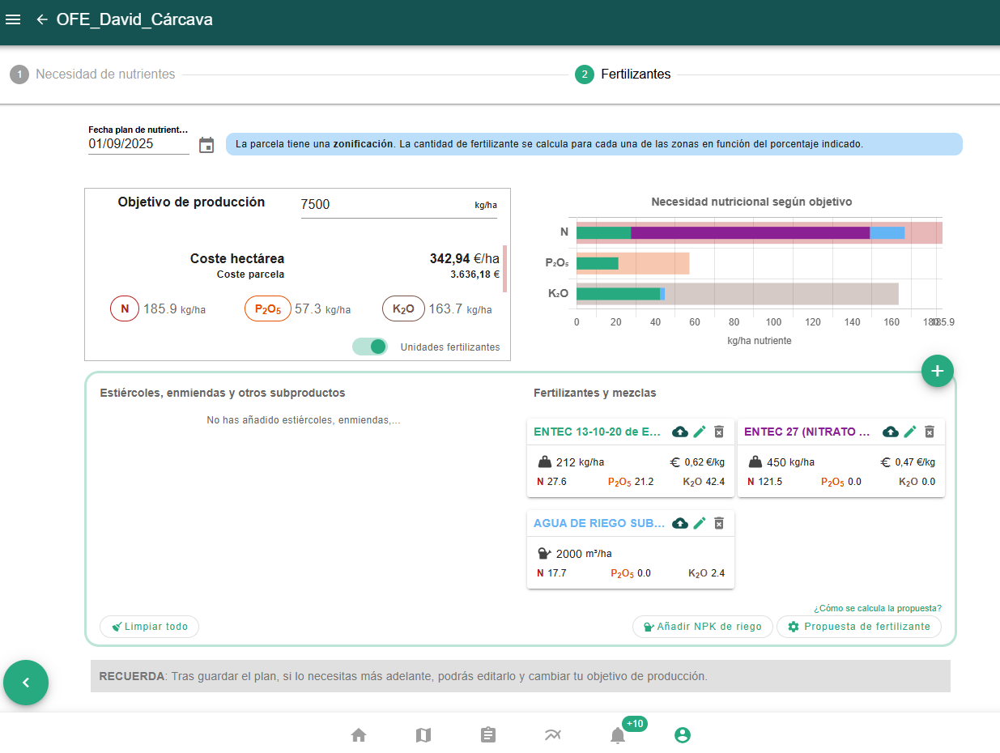 OFE_David_Cárcava
1 Necesidad de nutrientes
2 Fertilizantes
Fecha plan de nutrient...
01/09/2025
La parcela tiene una zonificación. La cantidad de fertilizante se calcula para cada una de las zonas en función del porcentaje indicado.
Objetivo de producción 7500 kg/ha
Coste hectárea 342,94 €/ha
Coste parcela 3.636,18 €
N 185.9 kg/ha P₂O₅ 57.3 kg/ha K₂O 163.7 kg/ha
Unidades fertilizantes
Necesidad nutricional según objetivo
N
P₂O₅
K₂O
0 20 40 60 80 100 120 140 160 180 185.9
kg/ha nutriente
+
Estiércoles, enmiendas y otros subproductos
No has añadido estiércoles, enmiendas,...
Fertilizantes y mezclas
ENTEC 13-10-20 de E...
212 kg/ha € 0,62 €/kg
N 27.6 P₂O₅ 21.2 K₂O 42.4
ENTEC 27 (NITRATO ...
450 kg/ha € 0,47 €/kg
N 121.5 P₂O₅ 0.0 K₂O 0.0
AGUA DE RIEGO SUB...
2000 m³/ha
N 17.7 P₂O₅ 0.0 K₂O 2.4
¿Cómo se calcula la propuesta?
Limpiar todo
Añadir NPK de riego
Propuesta de fertilizante
RECUERDA: Tras guardar el plan, si lo necesitas más adelante, podrás editarlo y cambiar tu objetivo de producción.
+10